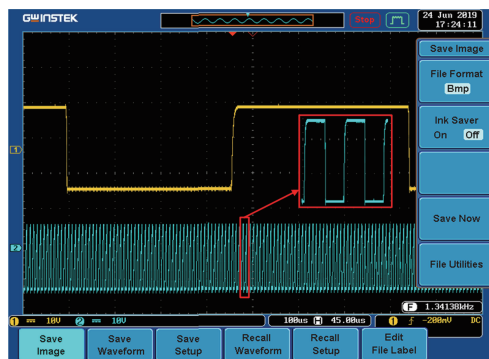 GWINSTEK
Stop
24 Jun 2019
17:24:11
Save Image
File Format
Bmp
Ink Saver
On Off
Save Now
File Utilities
1
2
F 1.34138kHz
1 10V 2 10V
100us H 45.00us
1 -280mV DC
Save Image
Save Waveform
Save Setup
Recall Waveform
Recall Setup
Edit File Label